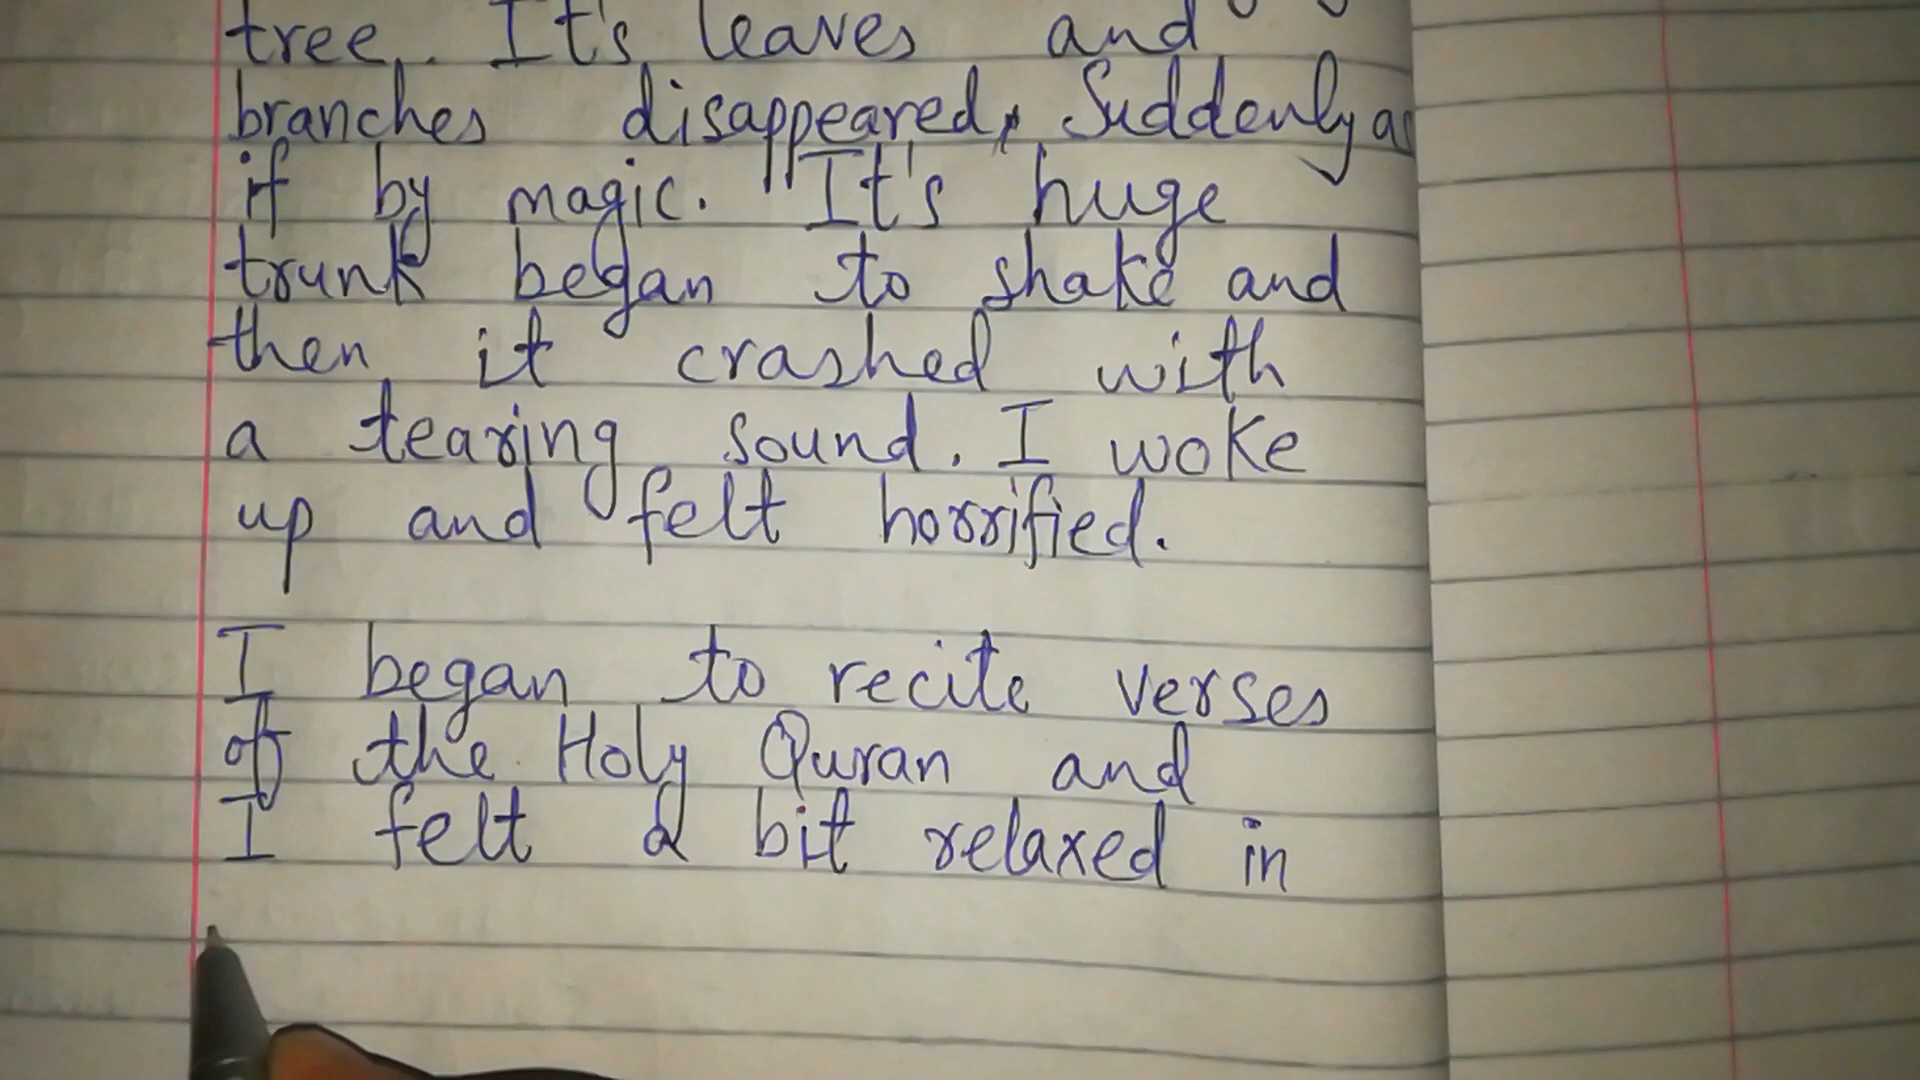 tree. It's leaves and
branches disappeared, Suddenly as
if by magic. "It's huge
trunk began to shake and
then it crashed with
a tearing sound. I woke
up and felt horrified.
I began to recite verses
of the Holy Quran and
I felt a bit relaxed in